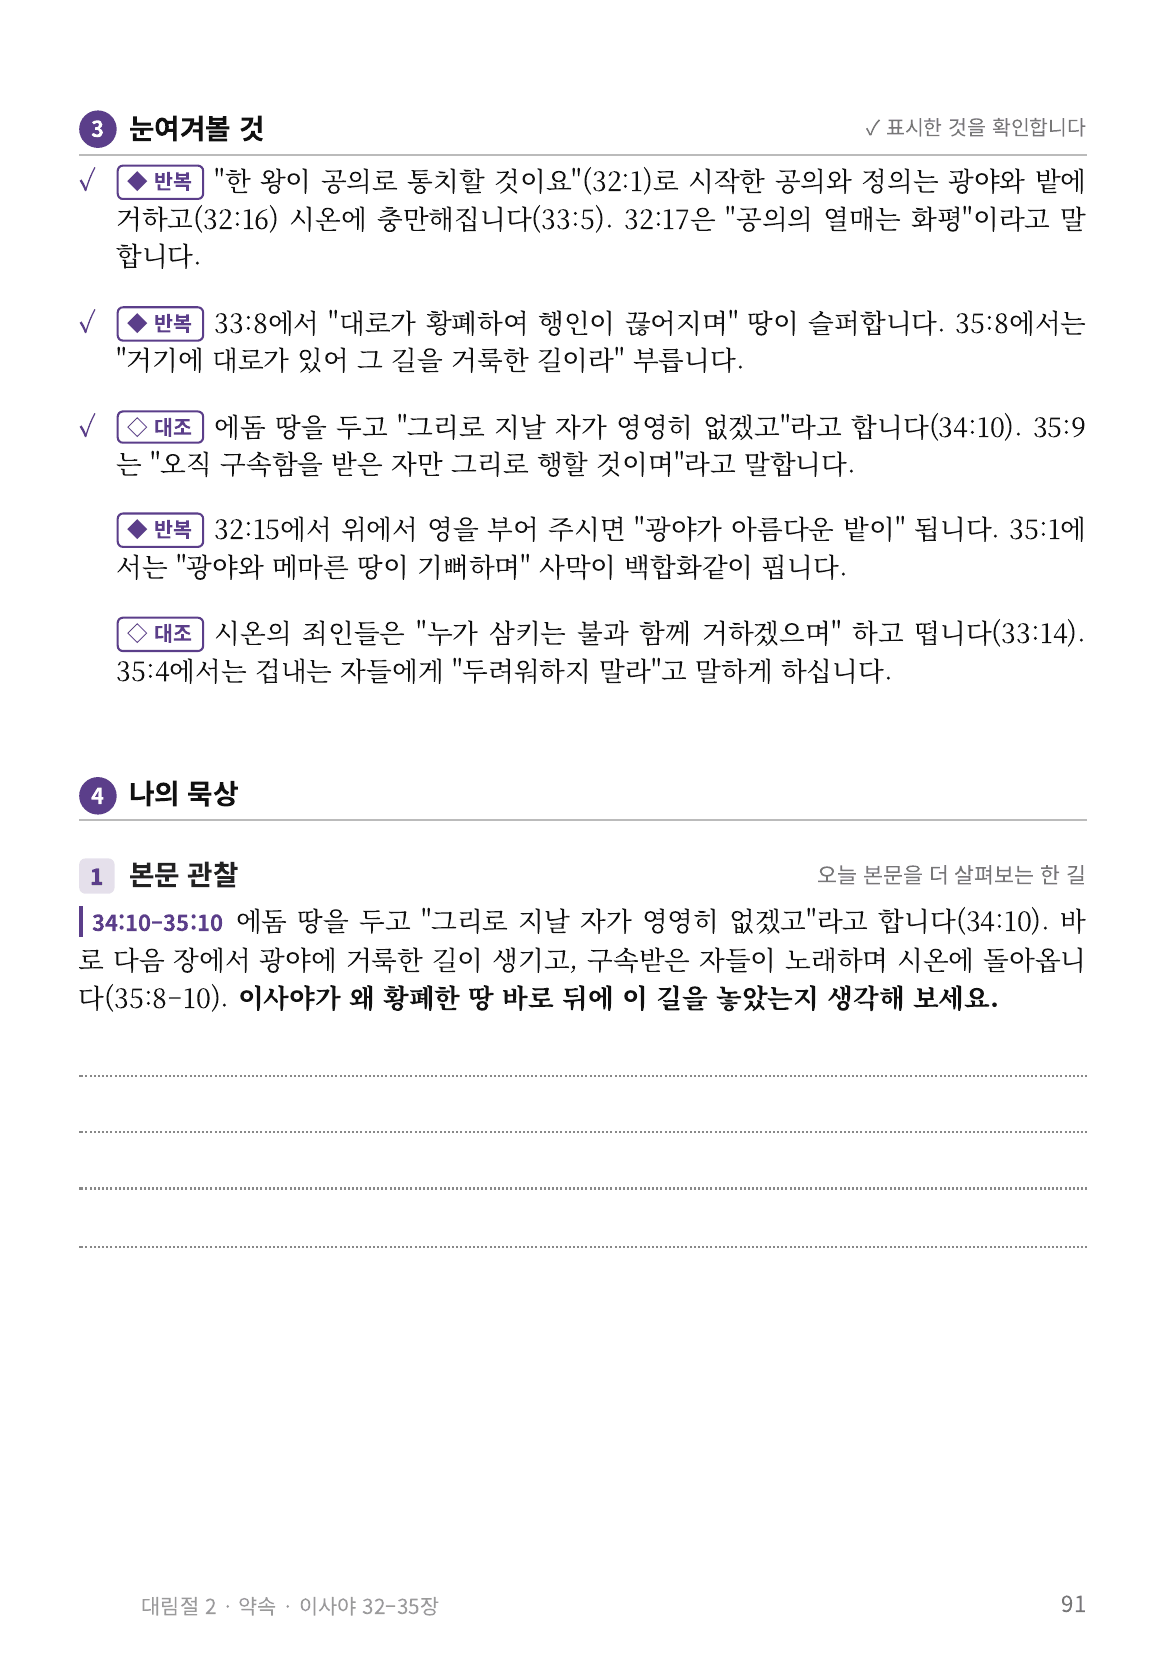 3 눈여겨볼 것
✓ 표시한 것을 확인합니다
✓ ◆ 반복 "한 왕이 공의로 통치할 것이요"(32:1)로 시작한 공의와 정의는 광야와 밭에
거하고(32:16) 시온에 충만해집니다(33:5). 32:17은 "공의의 열매는 화평"이라고 말
합니다.
✓ ◆ 반복 33:8에서 "대로가 황폐하여 행인이 끊어지며" 땅이 슬퍼합니다. 35:8에서는
"거기에 대로가 있어 그 길을 거룩한 길이라" 부릅니다.
✓ ◇ 대조 에돔 땅을 두고 "그리로 지날 자가 영영히 없겠고"라고 합니다(34:10). 35:9
는 "오직 구속함을 받은 자만 그리로 행할 것이며"라고 말합니다.
◆ 반복 32:15에서 위에서 영을 부어 주시면 "광야가 아름다운 밭이" 됩니다. 35:1에
서는 "광야와 메마른 땅이 기뻐하며" 사막이 백합화같이 핍니다.
◇ 대조 시온의 죄인들은 "누가 삼키는 불과 함께 거하겠으며" 하고 떱니다(33:14).
35:4에서는 겁내는 자들에게 "두려워하지 말라"고 말하게 하십니다.
4 나의 묵상
1 본문 관찰
오늘 본문을 더 살펴보는 한 길
34:10–35:10 에돔 땅을 두고 "그리로 지날 자가 영영히 없겠고"라고 합니다(34:10). 바
로 다음 장에서 광야에 거룩한 길이 생기고, 구속받은 자들이 노래하며 시온에 돌아옵니
다(35:8–10). 이사야가 왜 황폐한 땅 바로 뒤에 이 길을 놓았는지 생각해 보세요.
대림절 2 · 약속 · 이사야 32–35장
91